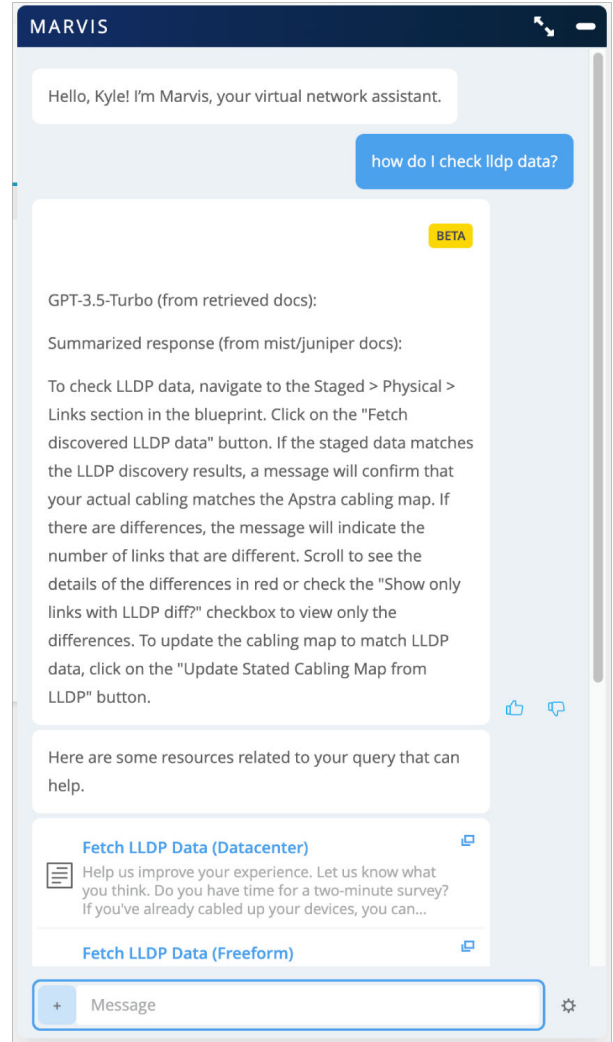 MARVIS
Hello, Kyle! I'm Marvis, your virtual network assistant.
how do I check lldp data?
BETA
GPT-3.5-Turbo (from retrieved docs):
Summarized response (from mist/juniper docs):
To check LLDP data, navigate to the Staged > Physical >
Links section in the blueprint. Click on the "Fetch
discovered LLDP data" button. If the staged data matches
the LLDP discovery results, a message will confirm that
your actual cabling matches the Apstra cabling map. If
there are differences, the message will indicate the
number of links that are different. Scroll to see the
details of the differences in red or check the "Show only
links with LLDP diff?" checkbox to view only the
differences. To update the cabling map to match LLDP
data, click on the "Update Stated Cabling Map from
LLDP" button.
Here are some resources related to your query that can
help.
Fetch LLDP Data (Datacenter)
Help us improve your experience. Let us know what
you think. Do you have time for a two-minute survey?
If you've already cabled up your devices, you can...
Fetch LLDP Data (Freeform)
+ Message